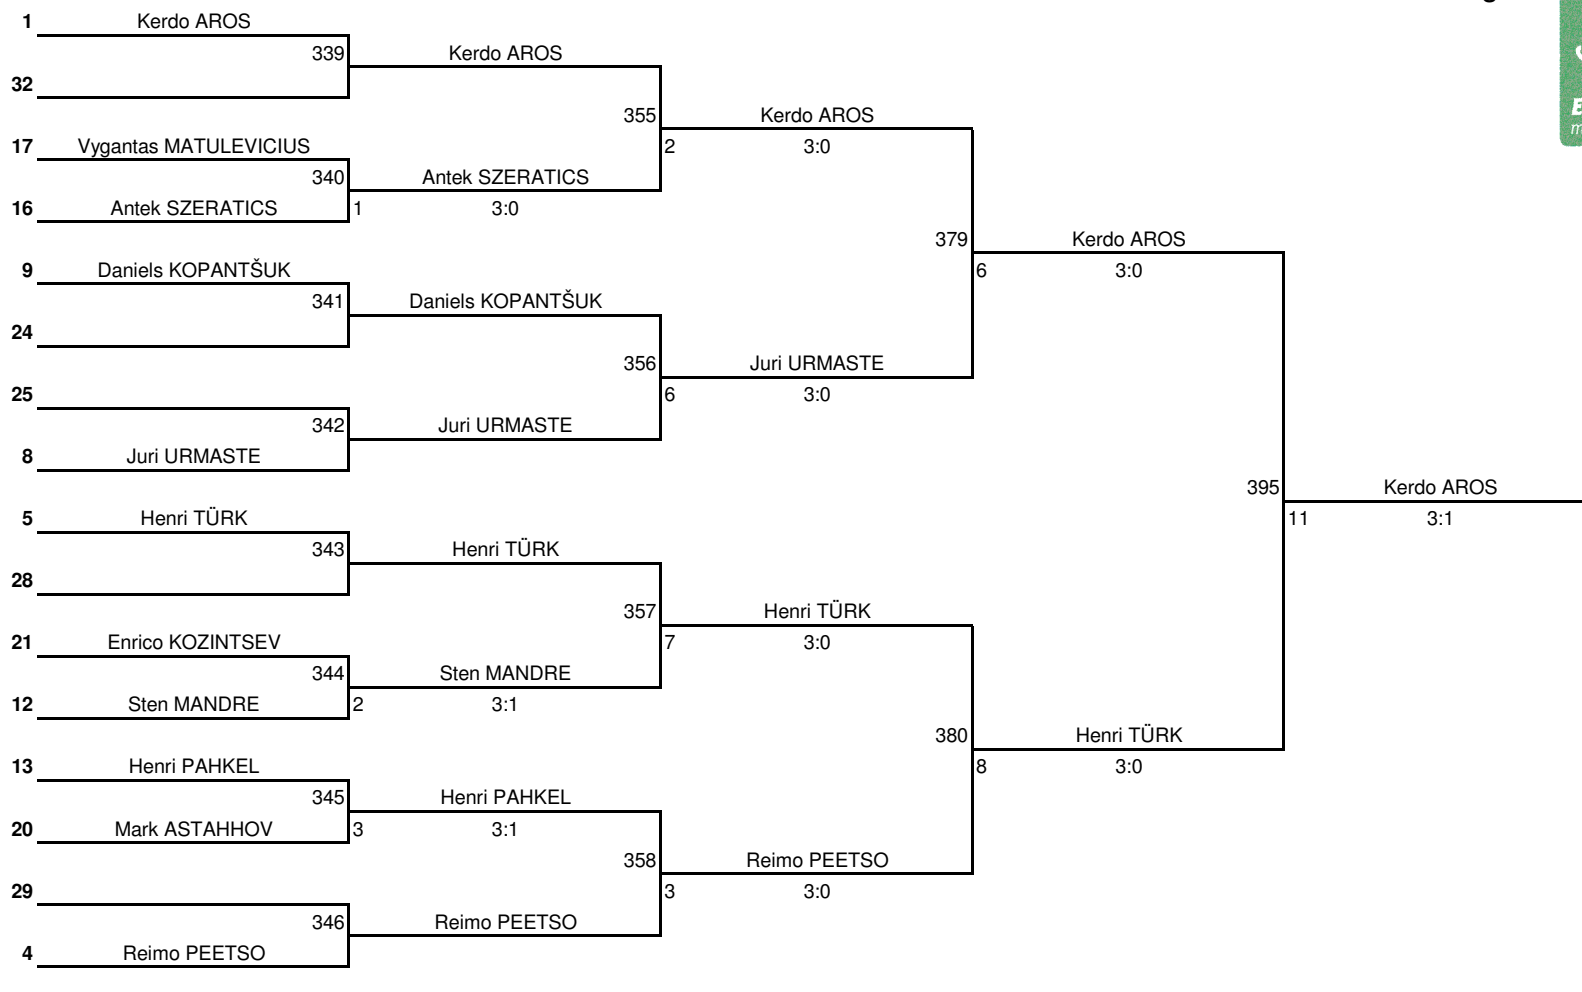 1 Kerdo AROS
339 Kerdo AROS
32
355 Kerdo AROS
17 Vygantas MATULEVICIUS
2 3:0
340 Antek SZERATICS
16 Antek SZERATICS 1 3:0
379 Kerdo AROS
9 Daniels KOPANTŠUK
6 3:0
341 Daniels KOPANTŠUK
24
356 Juri URMASTE
25
6 3:0
342 Juri URMASTE
8 Juri URMASTE
395 Kerdo AROS
5 Henri TÜRK
11 3:1
343 Henri TÜRK
28
357 Henri TÜRK
21 Enrico KOZINTSEV
7 3:0
344 Sten MANDRE
12 Sten MANDRE 2 3:1
380 Henri TÜRK
13 Henri PAHKEL
8 3:0
345 Henri PAHKEL
20 Mark ASTAHHOV 3 3:1
358 Reimo PEETSO
29
3 3:0
346 Reimo PEETSO
4 Reimo PEETSO